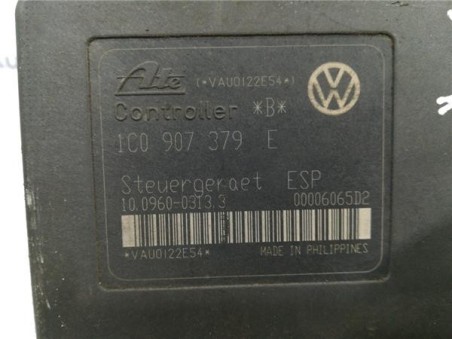 Ate (*VAU0122E54*)
Controller *B*
1C0 907 379 E
Steuergeraet ESP
10.0960-0313.3 00006065D2
*VAU0122E54* MADE IN PHILIPPINES